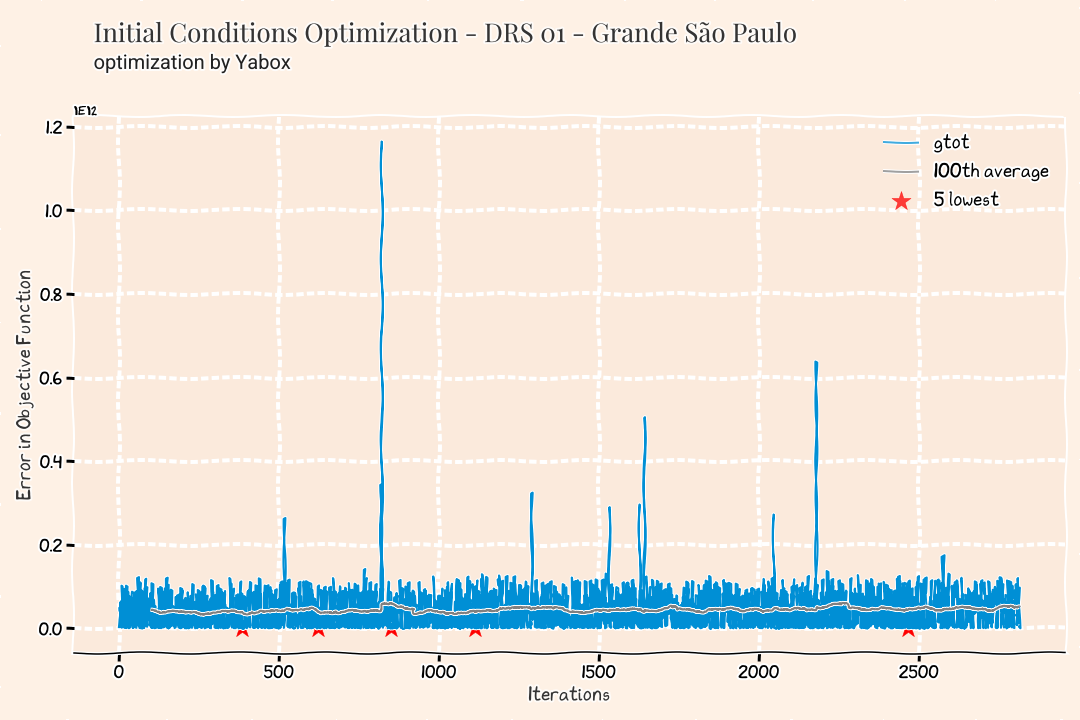 Initial Conditions Optimization - DRS 01 - Grande São Paulo
optimization by Yabox
1E12
1.2
1.0
0.8
0.6
0.4
0.2
0.0
Error in Objective Function
gtot
100th average
5 lowest
0 500 1000 1500 2000 2500
Iterations